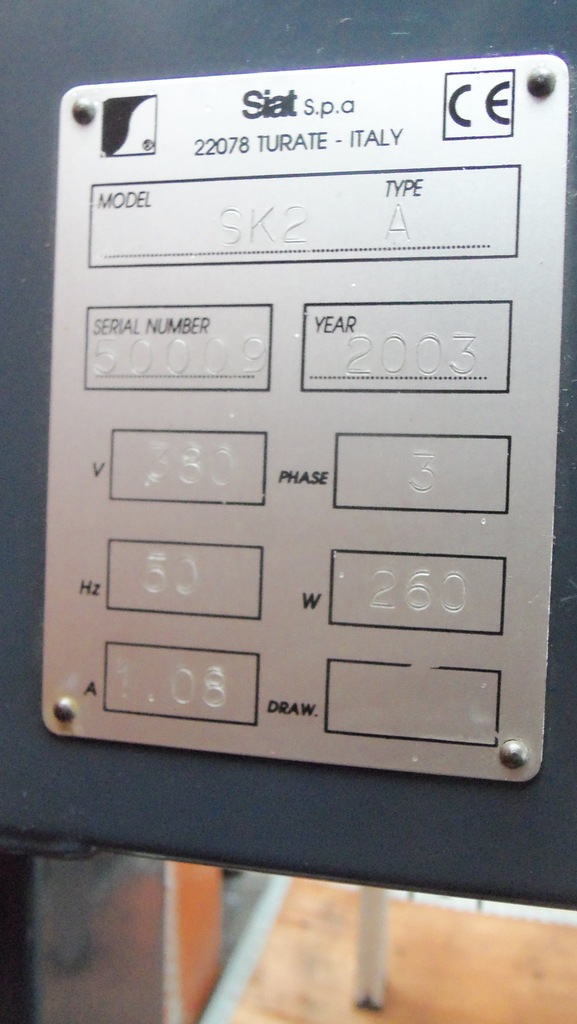 Siat S.p.a
22078 TURATE - ITALY
CE
MODEL TYPE
SK2 A
SERIAL NUMBER YEAR
50009 2003
V 380 PHASE 3
Hz 50 W 260
A 1.08 DRAW.